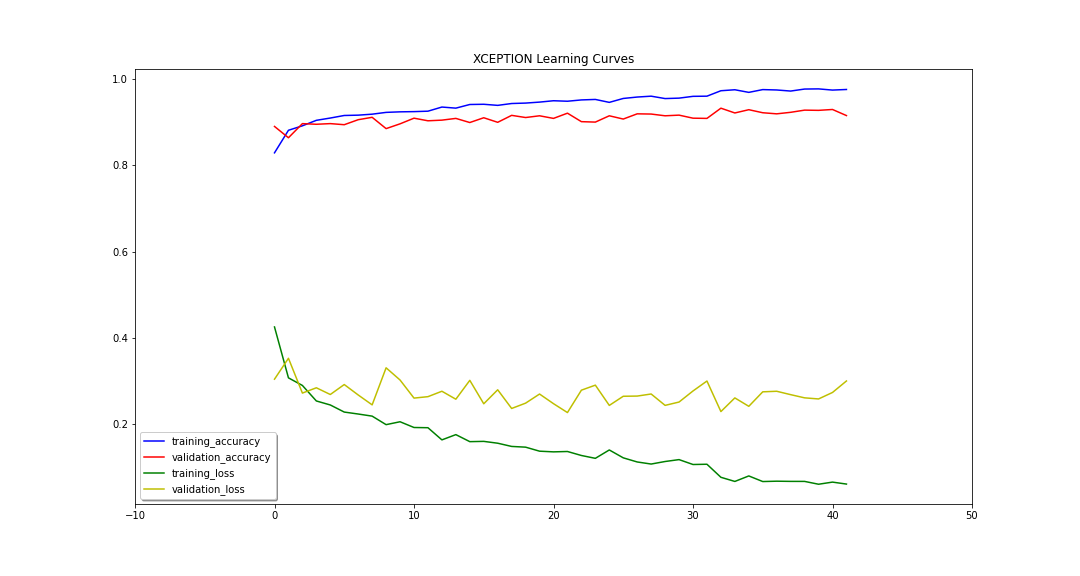 XCEPTION Learning Curves
1.0
0.8
0.6
0.4
0.2
training_accuracy
validation_accuracy
training_loss
validation_loss
−10 0 10 20 30 40 50